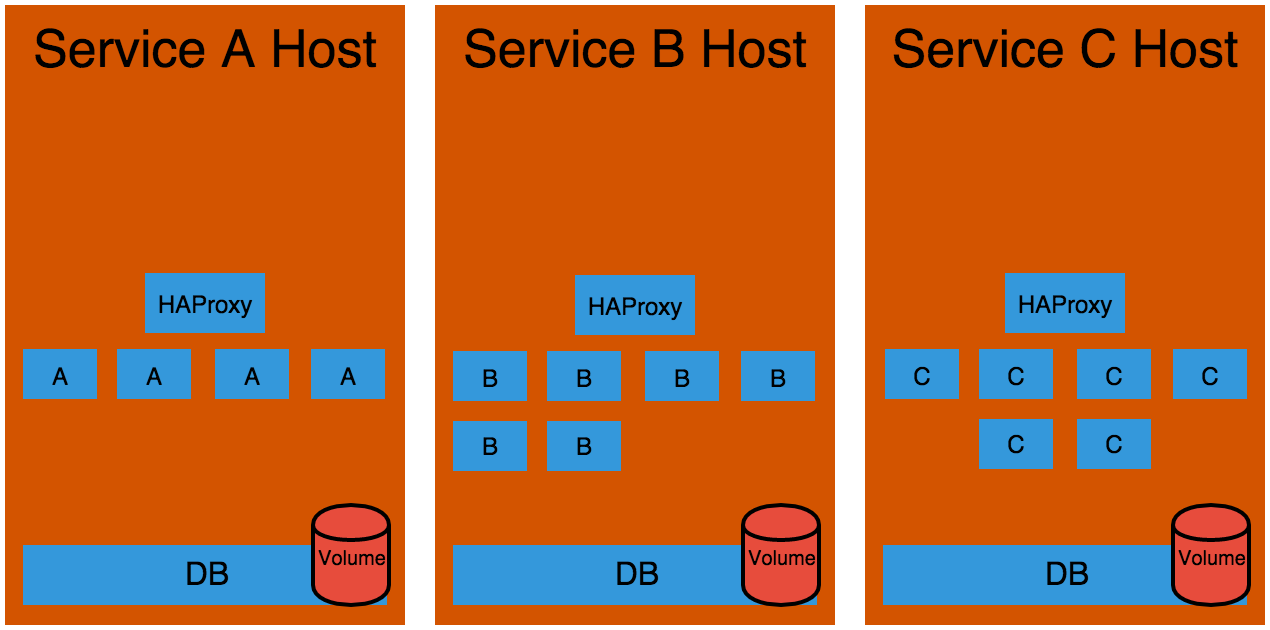 Service A Host
HAProxy
A A A A
DB
Volume
Service B Host
HAProxy
B B B B
B B
DB
Volume
Service C Host
HAProxy
C C C C
C C
DB
Volume